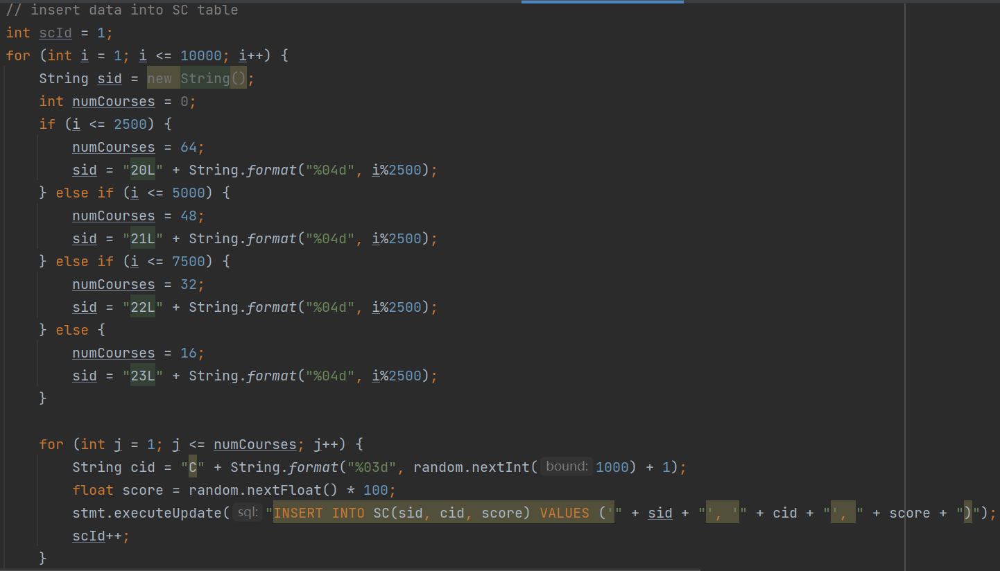 // insert data into SC table
int scId = 1;
for (int i = 1; i <= 10000; i++) {
    String sid = new String();
    int numCourses = 0;
    if (i <= 2500) {
        numCourses = 64;
        sid = "20L" + String.format("%04d", i%2500);
    } else if (i <= 5000) {
        numCourses = 48;
        sid = "21L" + String.format("%04d", i%2500);
    } else if (i <= 7500) {
        numCourses = 32;
        sid = "22L" + String.format("%04d", i%2500);
    } else {
        numCourses = 16;
        sid = "23L" + String.format("%04d", i%2500);
    }
    for (int j = 1; j <= numCourses; j++) {
        String cid = "C" + String.format("%03d", random.nextInt( bound: 1000) + 1);
        float score = random.nextFloat() * 100;
        stmt.executeUpdate( sql: "INSERT INTO SC(sid, cid, score) VALUES ('" + sid + "', '" + cid + "', " + score + ")");
        scId++;
    }